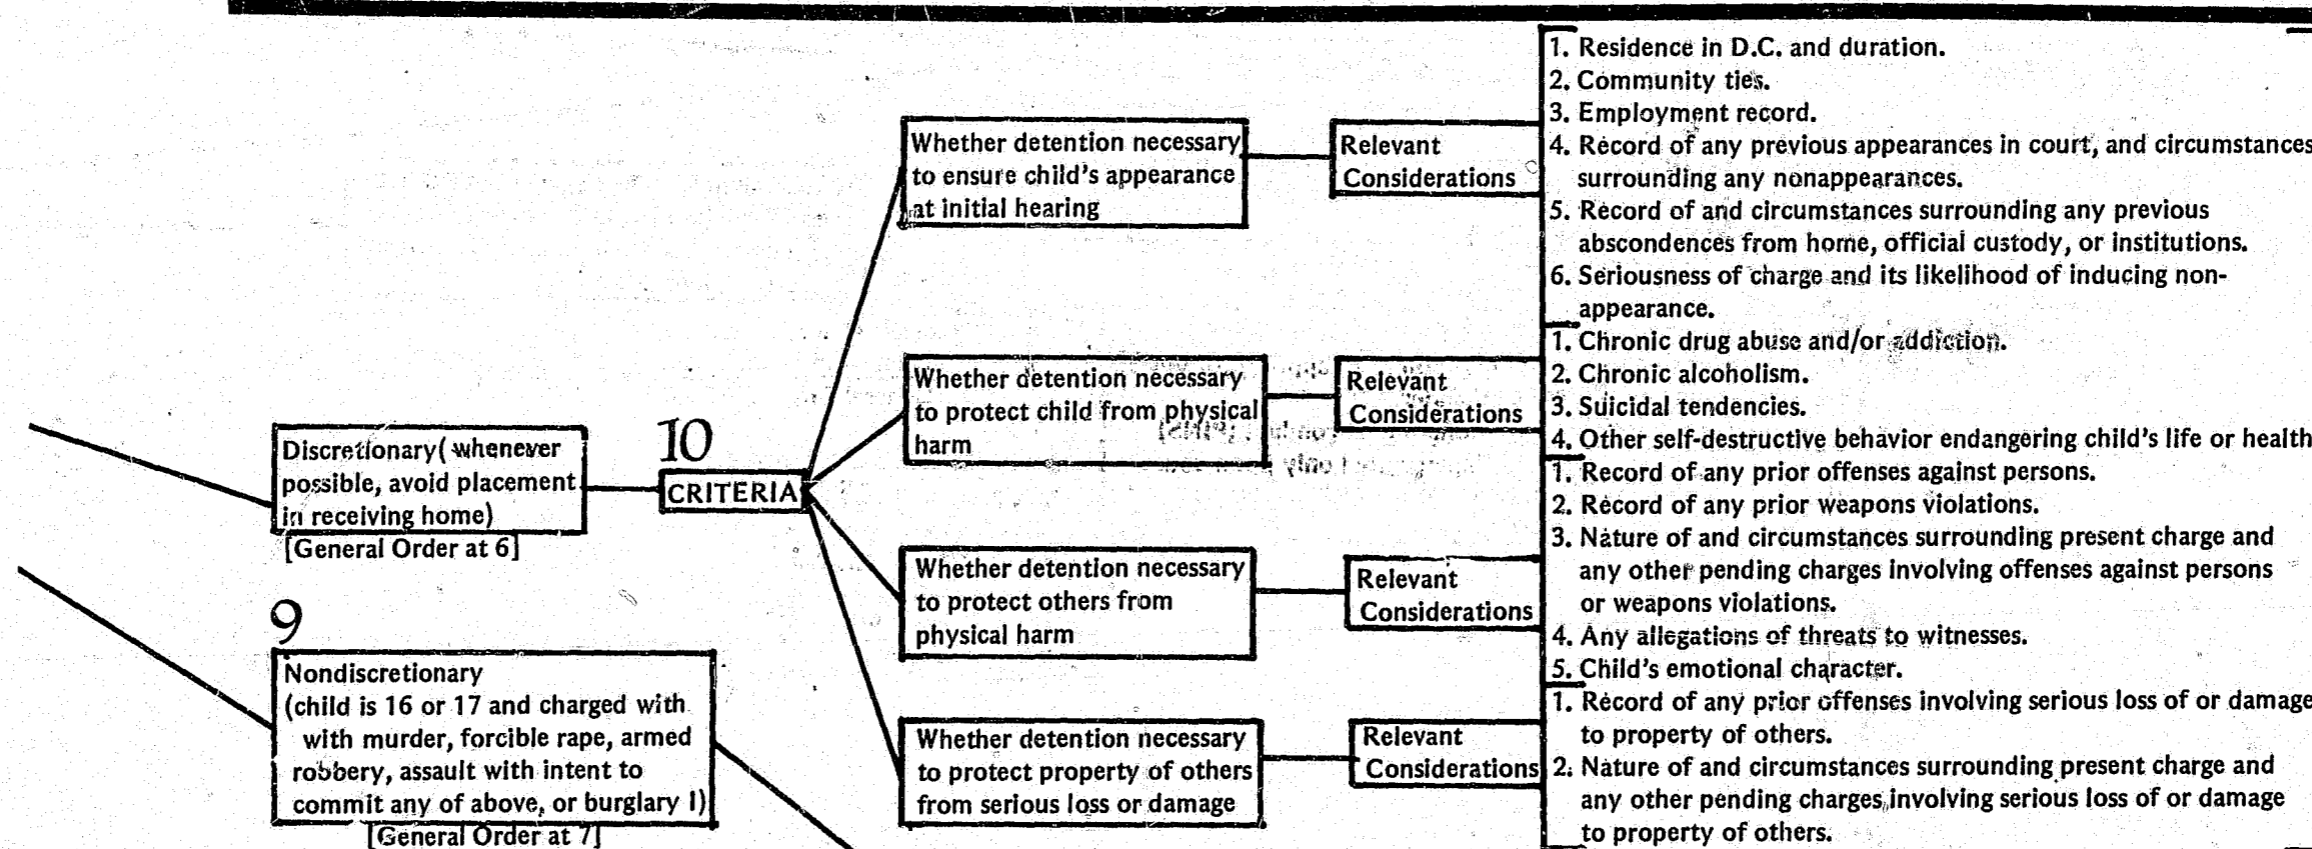 Discretionary( whenever
possible, avoid placement
in receiving home)
[General Order at 6]
9
Nondiscretionary
(child is 16 or 17 and charged with
with murder, forcible rape, armed
robbery, assault with intent to
commit any of above, or burglary I)
[General Order at 7]
10
CRITERIA
Whether detention necessary
to ensure child's appearance
at initial hearing
Relevant
Considerations
1. Residence in D.C. and duration.
2. Community ties.
3. Employment record.
4. Record of any previous appearances in court, and circumstances
surrounding any nonappearances.
5. Record of and circumstances surrounding any previous
abscondences from home, official custody, or institutions.
6. Seriousness of charge and its likelihood of inducing non-
appearance.
Whether detention necessary
to protect child from physical
harm
Relevant
Considerations
1. Chronic drug abuse and/or addiction.
2. Chronic alcoholism.
3. Suicidal tendencies.
4. Other self-destructive behavior endangering child's life or health
Whether detention necessary
to protect others from
physical harm
Relevant
Considerations
1. Record of any prior offenses against persons.
2. Record of any prior weapons violations.
3. Nature of and circumstances surrounding present charge and
any other pending charges involving offenses against persons
or weapons violations.
4. Any allegations of threats to witnesses.
5. Child's emotional character.
Whether detention necessary
to protect property of others
from serious loss or damage
Relevant
Considerations
1. Record of any prior offenses involving serious loss of or damage
to property of others.
2. Nature of and circumstances surrounding present charge and
any other pending charges involving serious loss of or damage
to property of others.